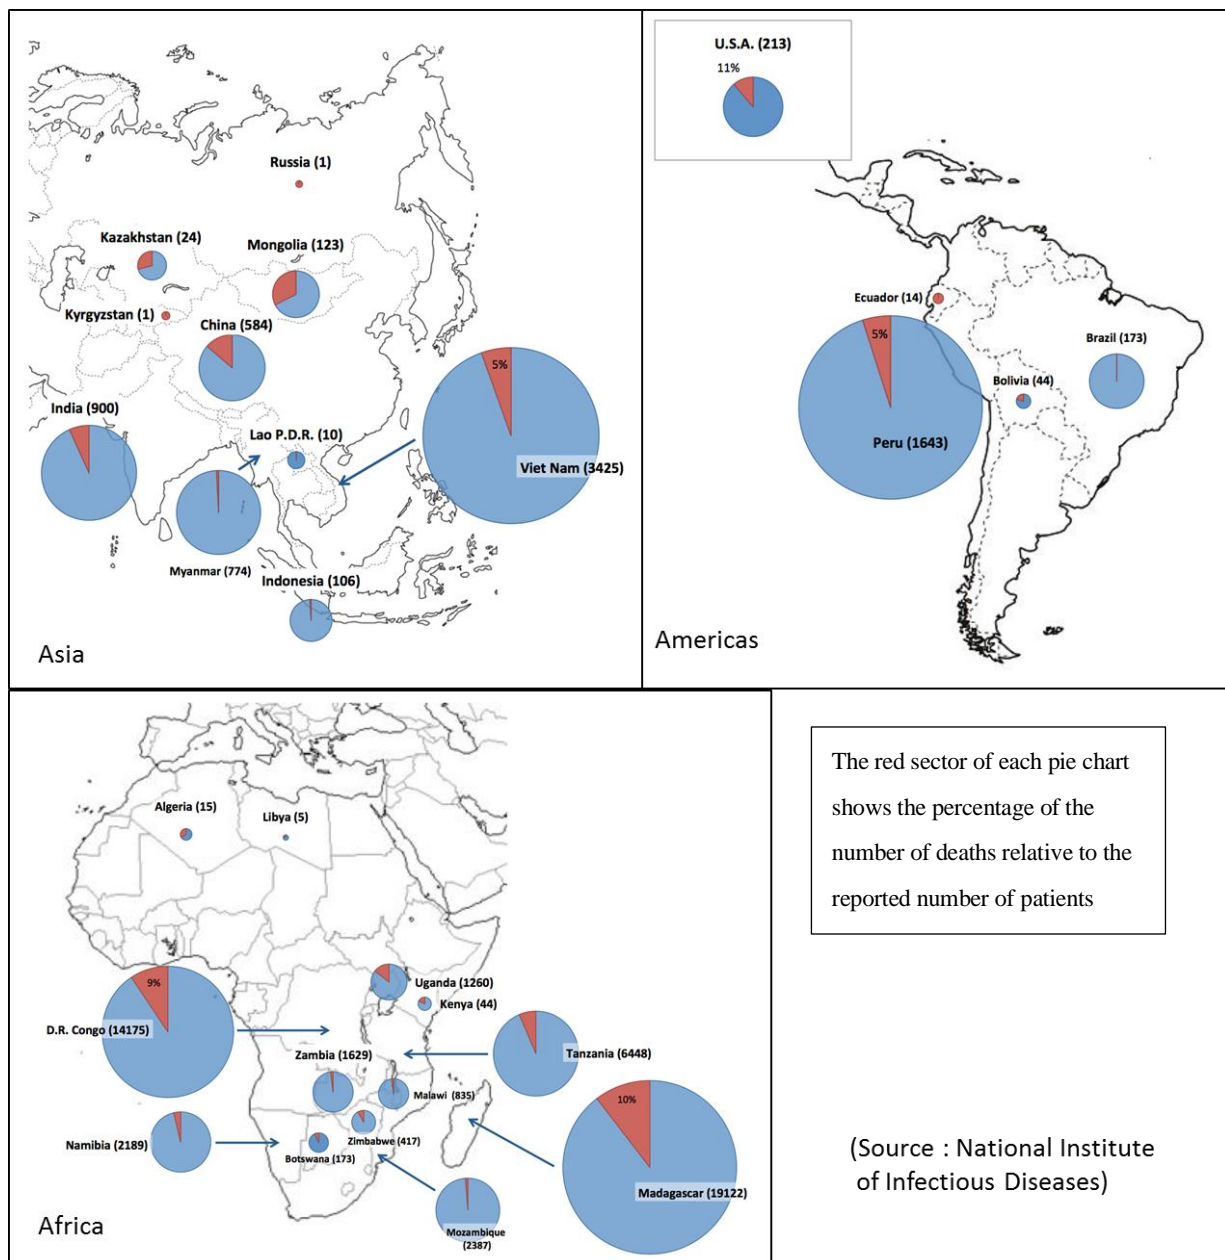 Russia (1)
Kazakhstan (24)
Mongolia (123)
Kyrgyzstan (1)
China (584)
5%
India (900)
Lao P.D.R. (10)
Viet Nam (3425)
Myanmar (774)
Indonesia (106)
Asia
U.S.A. (213)
11%
Ecuador (14)
5%
Brazil (173)
Bolivia (44)
Peru (1643)
Americas
Algeria (15)
Libya (5)
9%
Uganda (1260)
Kenya (44)
D.R. Congo (14175)
Zambia (1629)
Tanzania (6448)
Malawi (835)
10%
Namibia (2189)
Zimbabwe (417)
Botswana (173)
Madagascar (19122)
Mozambique
(2387)
Africa
The red sector of each pie chart
shows the percentage of the
number of deaths relative to the
reported number of patients
(Source : National Institute
of Infectious Diseases)